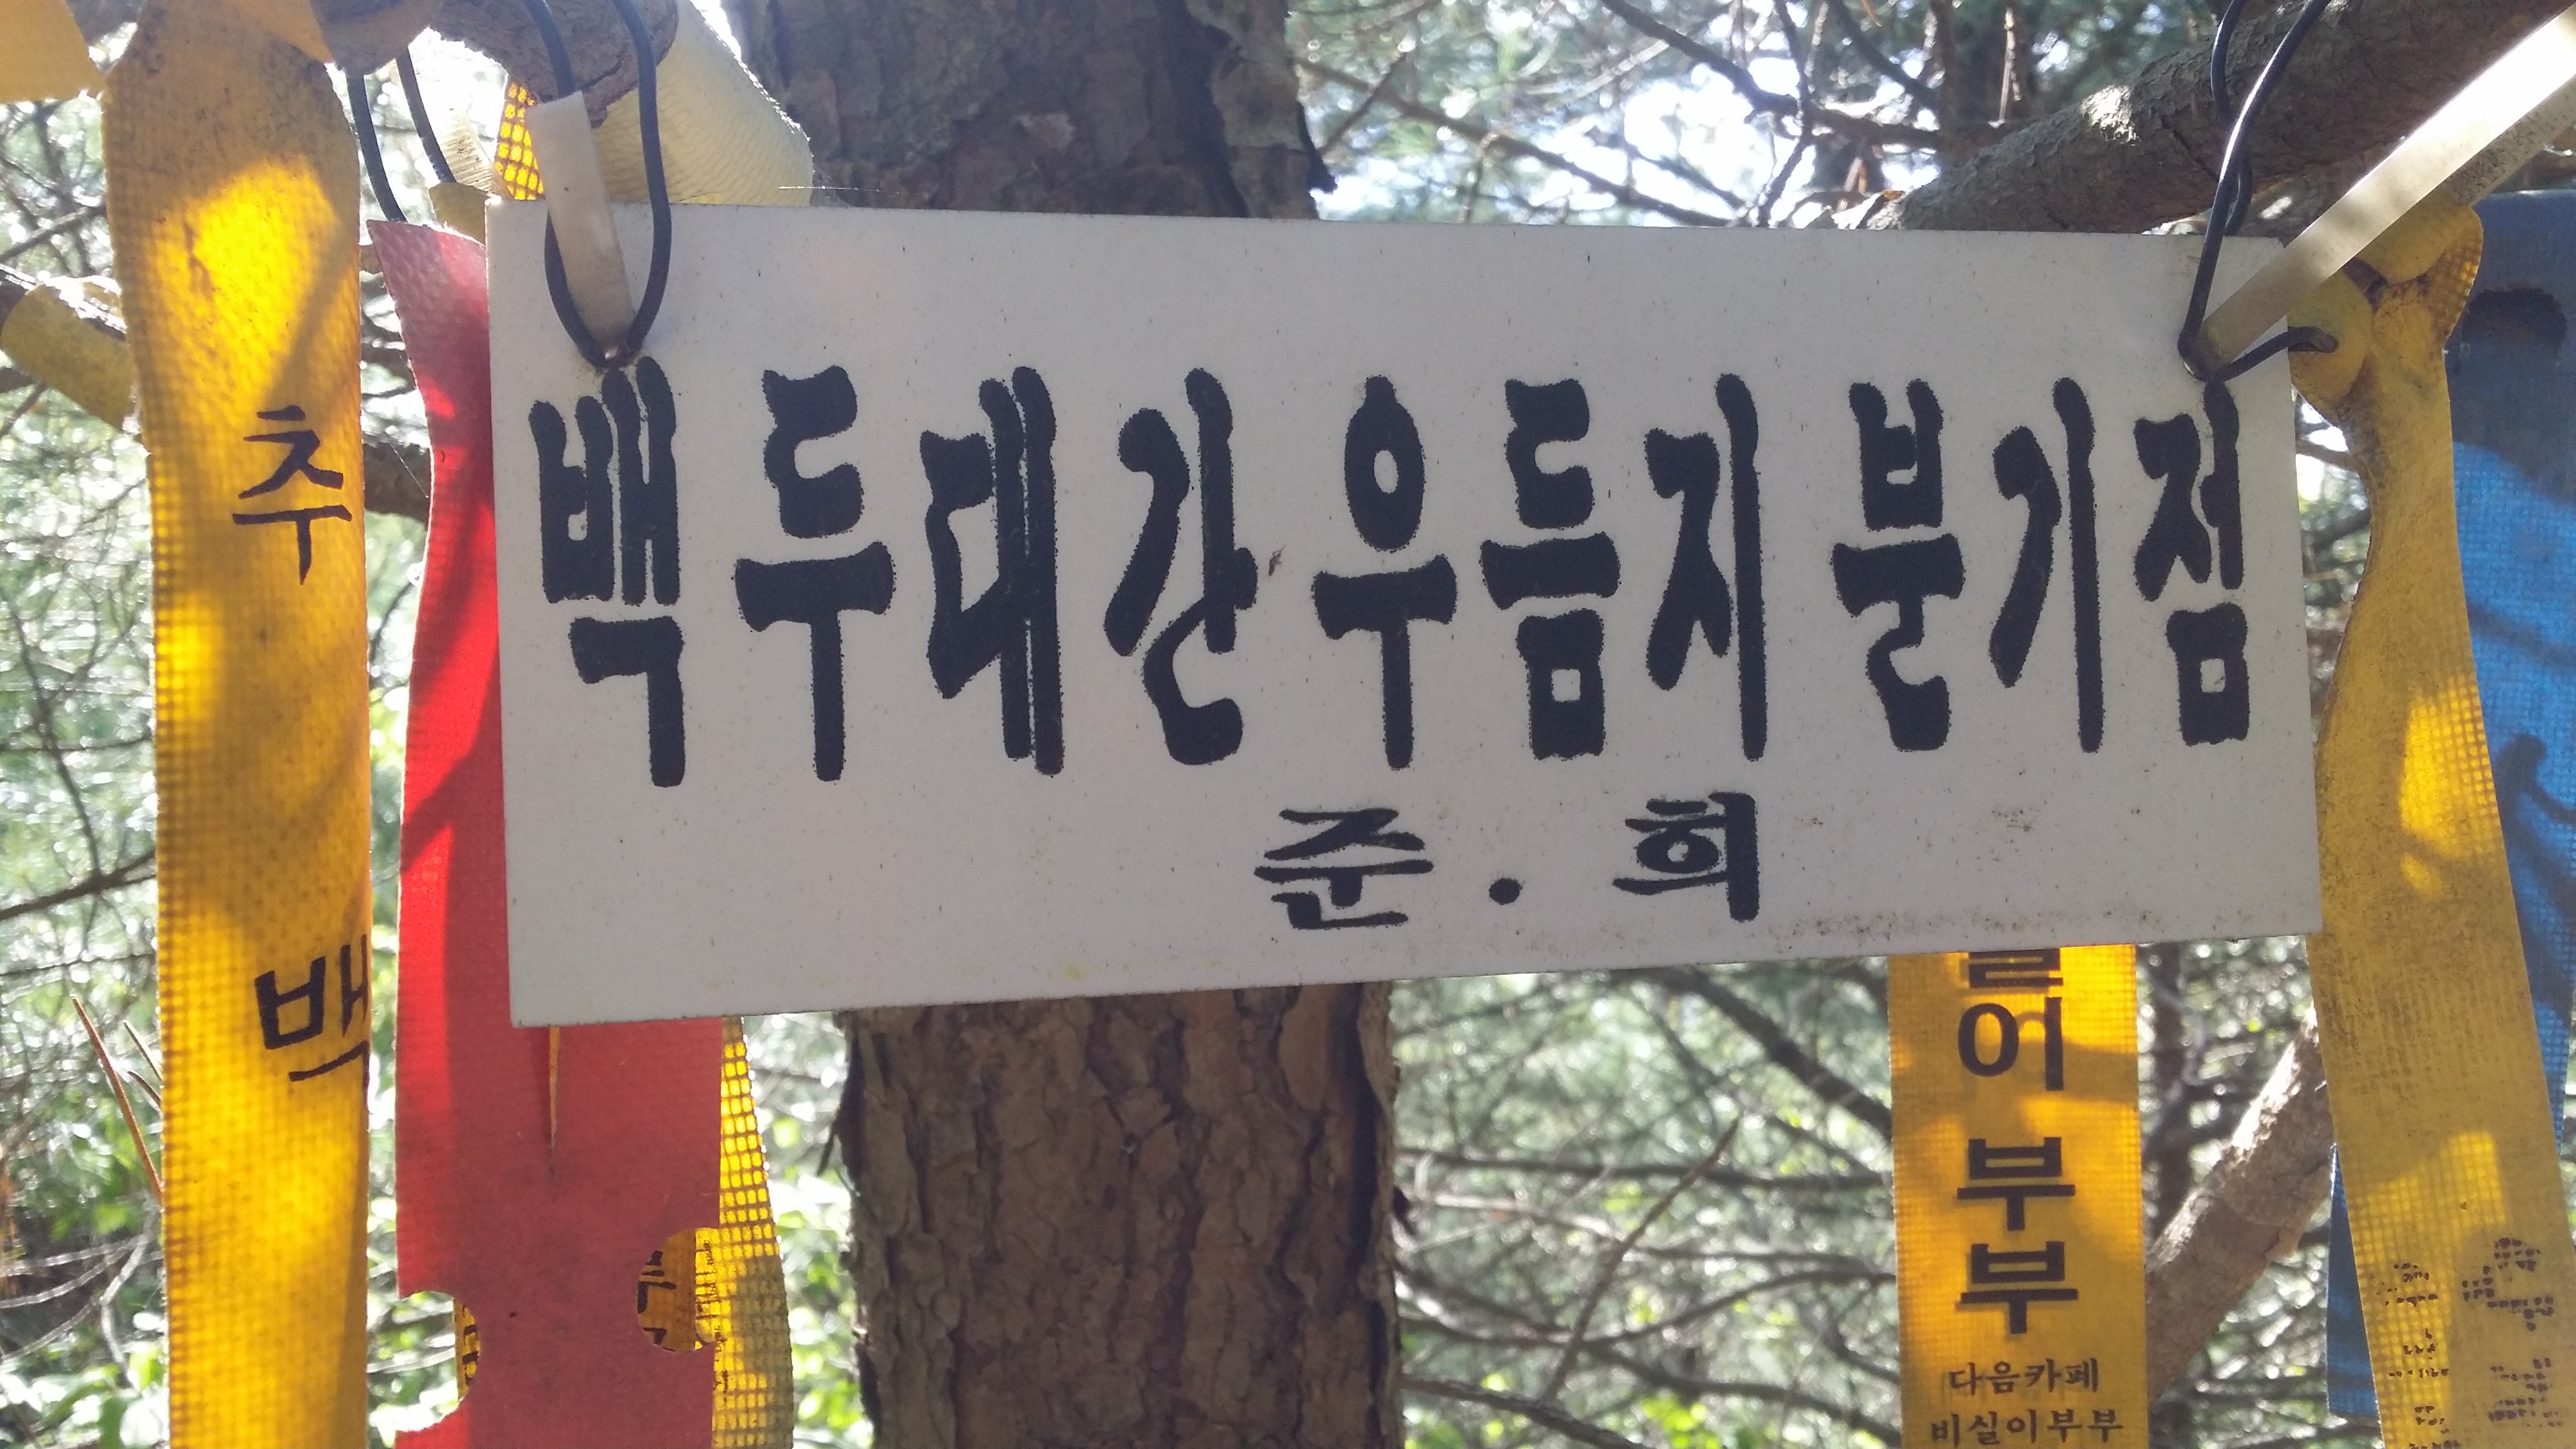 백두대간 우듬지 분기점
준 . 희
추
백
어
부
부
다음카페
비실이부부